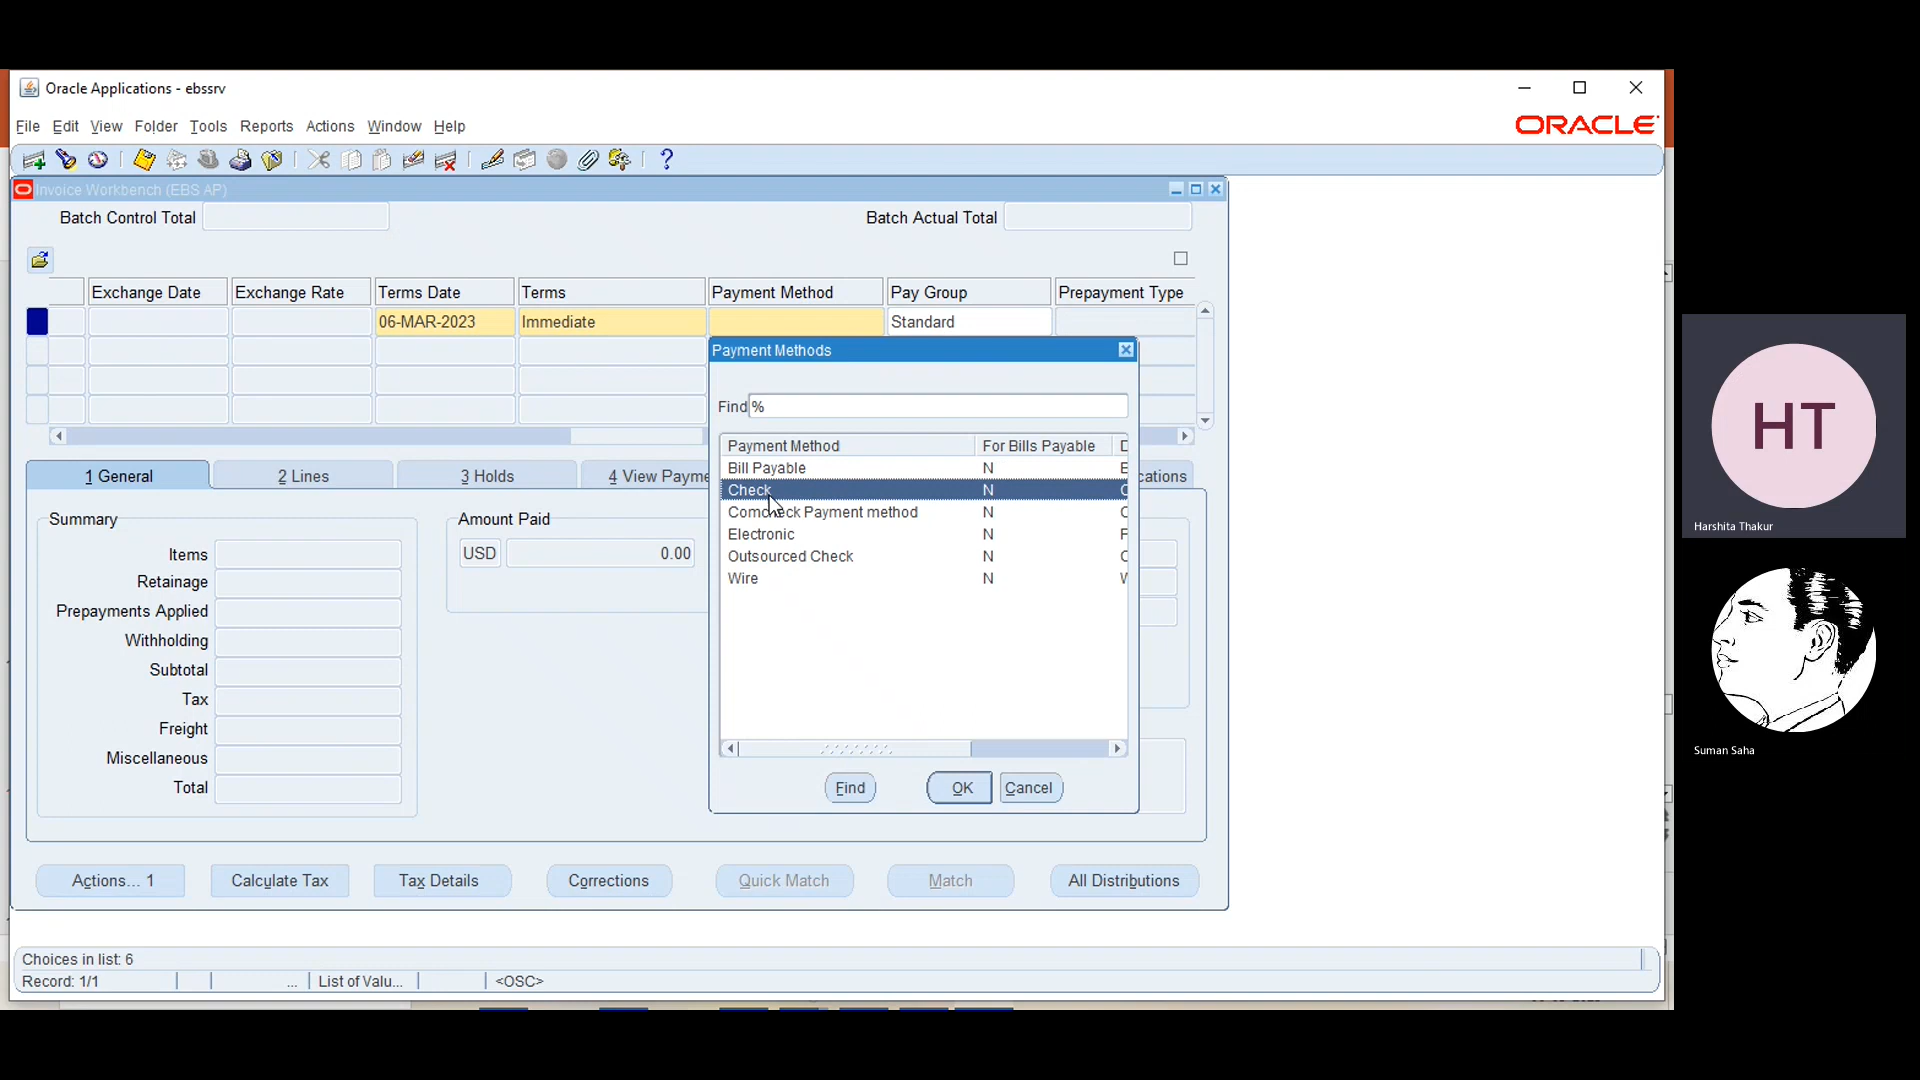 Oracle Applications - ebssrv
File Edit View Folder Tools Reports Actions Window Help
ORACLE
Invoice Workbench (EBS AP)
Batch Control Total
Batch Actual Total
Exchange Date Exchange Rate Terms Date Terms Payment Method Pay Group Prepayment Type
06-MAR-2023 Immediate Standard
Payment Methods
Find %
Payment Method For Bills Payable D
Bill Payable N E
Check N C
Comcheck Payment method N C
Electronic N F
Outsourced Check N C
Wire N W
Find OK Cancel
1 General 2 Lines 3 Holds 4 View Payme cations
Summary
Items
Retainage
Prepayments Applied
Withholding
Subtotal
Tax
Freight
Miscellaneous
Total
Amount Paid
USD 0.00
Actions... 1 Calculate Tax Tax Details Corrections Quick Match Match All Distributions
Choices in list: 6
Record: 1/1 ... List of Valu... <OSC>
HT
Harshita Thakur
Suman Saha